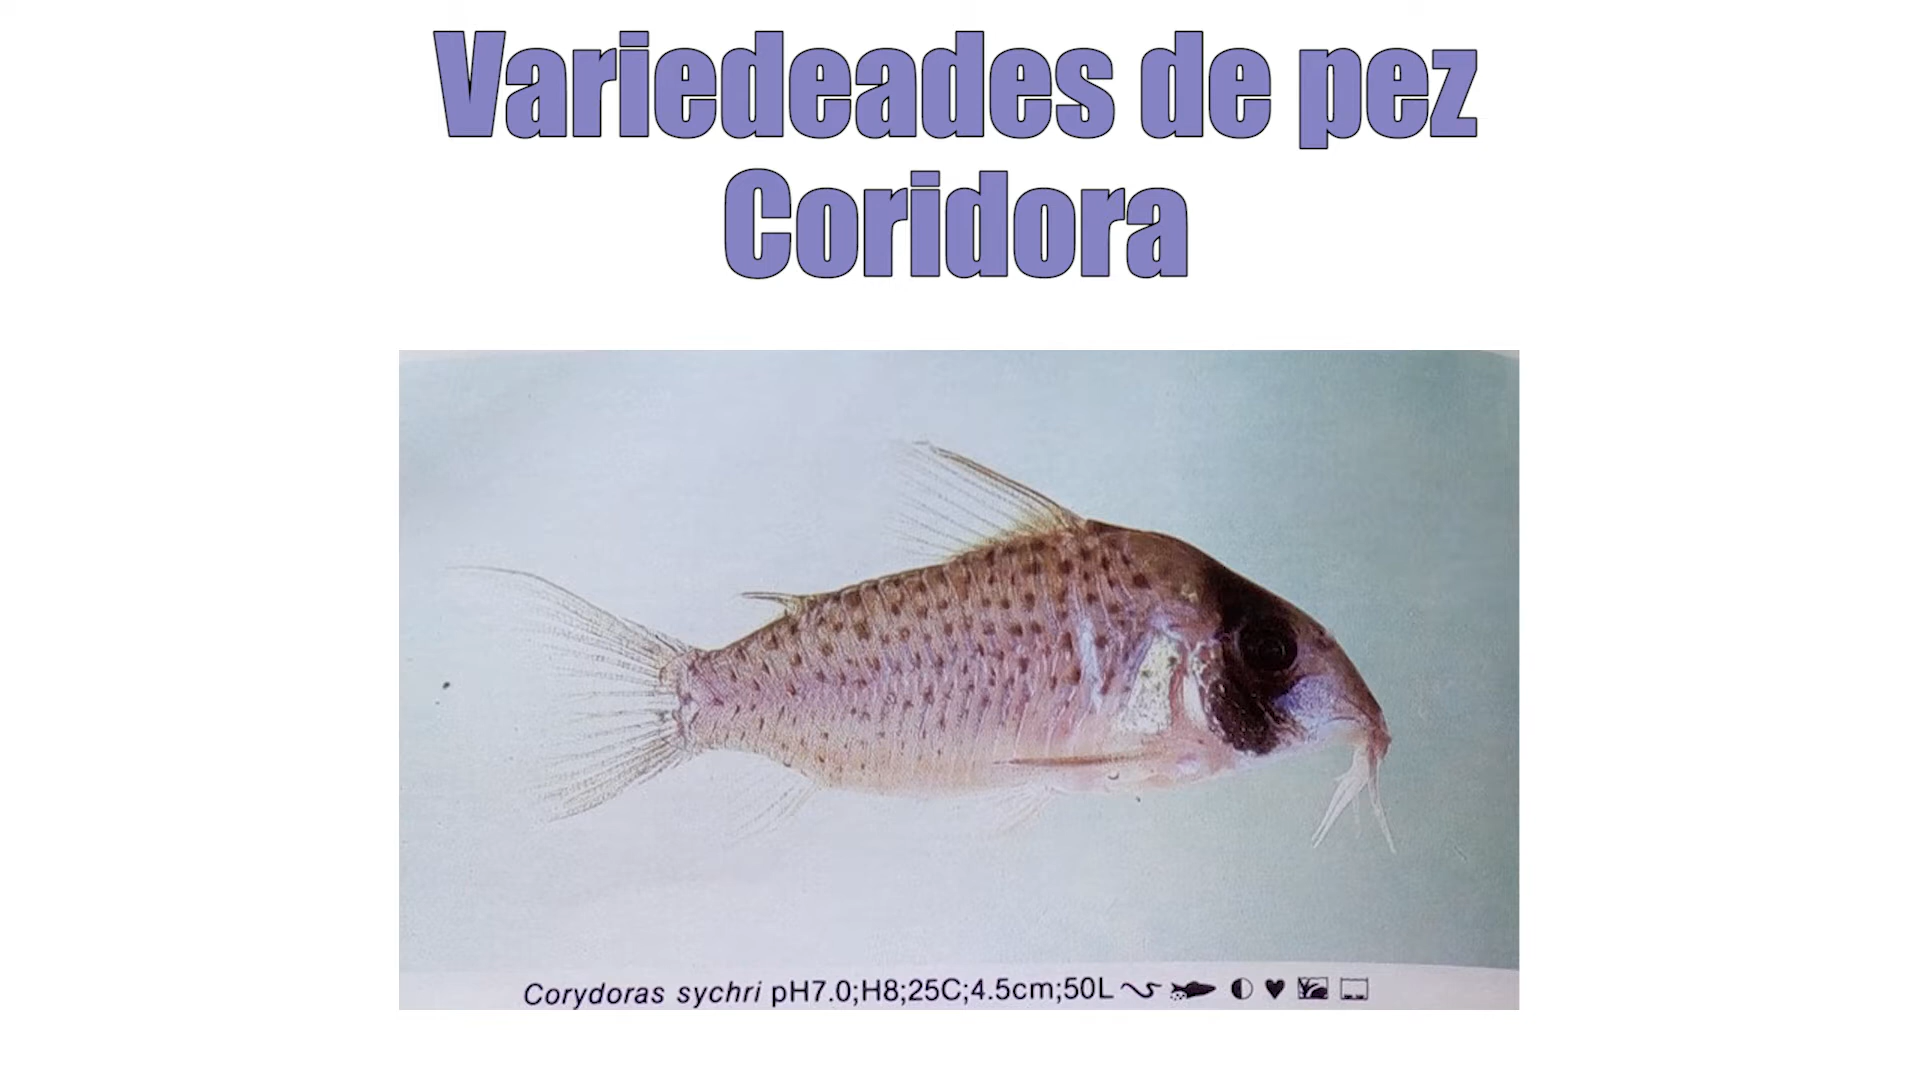 Variedeades de pez
Coridora
Corydoras sychri pH7.0;H8;25C;4.5cm;50L